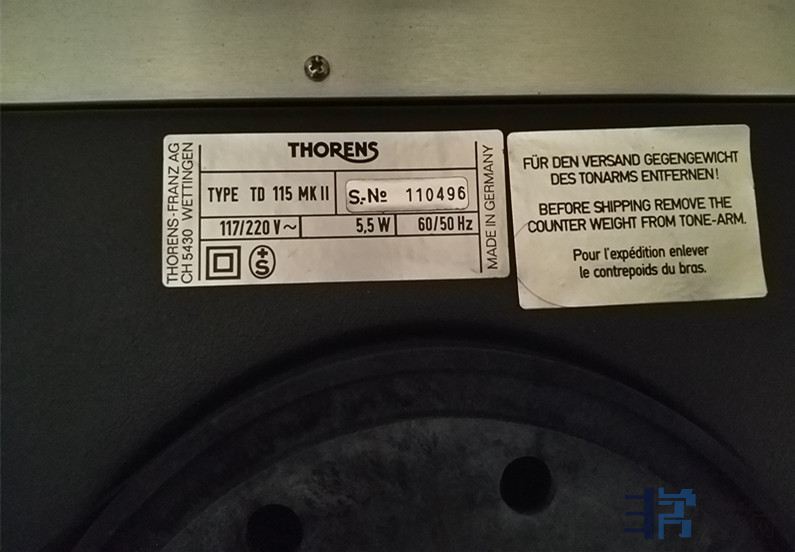 THORENS-FRANZ AG
CH 5430 WETTINGEN
THORENS
TYPE TD 115 MK II
S.-No 110496
117/220 V~
5,5 W
60/50 Hz
+S
MADE IN GERMANY
FÜR DEN VERSAND GEGENGEWICHT
DES TONARMS ENTFERNEN!
BEFORE SHIPPING REMOVE THE
COUNTER WEIGHT FROM TONE-ARM.
Pour l'expédition enlever
le contrepoids du bras.